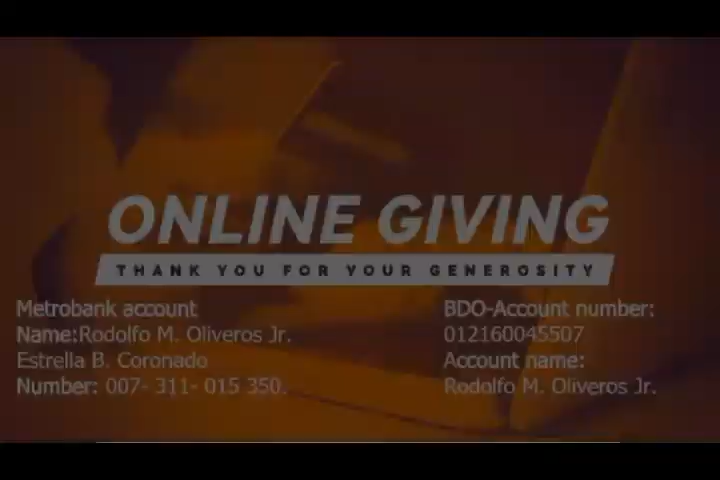 ONLINE GIVING
THANK YOU FOR YOUR GENEROSITY
Metrobank account
Name:Rodolfo M. Oliveros Jr.
Estrella B. Coronado
Number: 007- 311- 015 350.
BDO-Account number:
012160045507
Account name:
Rodolfo M. Oliveros Jr.